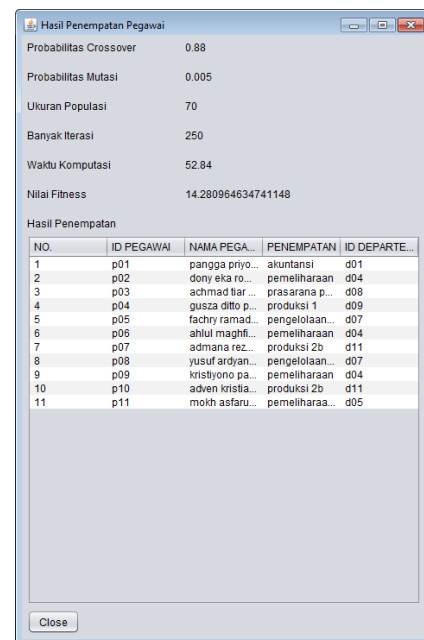 Hasil Penempatan Pegawai
Probabilitas Crossover 0.88
Probabilitas Mutasi 0.005
Ukuran Populasi 70
Banyak Iterasi 250
Waktu Komputasi 52.84
Nilai Fitness 14.280964634741148
Hasil Penempatan
NO. ID PEGAWAI NAMA PEGA... PENEMPATAN ID DEPARTE...
1 p01 pangga priyo... akuntansi d01
2 p02 dony eka ro... pemeliharaan d04
3 p03 achmad tiar ... prasarana p... d08
4 p04 gusza ditto p... produksi 1 d09
5 p05 fachry ramad... pengelolaan... d07
6 p06 ahlul maghfi... pemeliharaan d04
7 p07 admana rez... produksi 2b d11
8 p08 yusuf ardyan... pengelolaan... d07
9 p09 kristiyono pa... pemeliharaan d04
10 p10 adven kristia... produksi 2b d11
11 p11 mokh asfaru... pemeliharaa... d05
Close